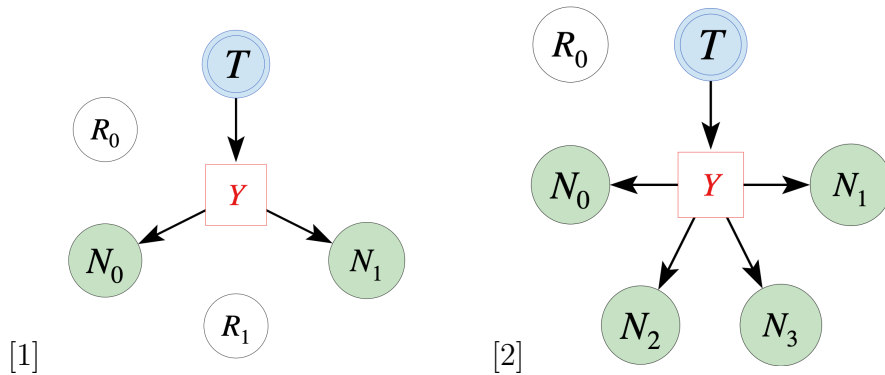 T
R₀
Y
N₀
N₁
R₁
[1]
R₀
T
Y
N₀
N₁
N₂
N₃
[2]